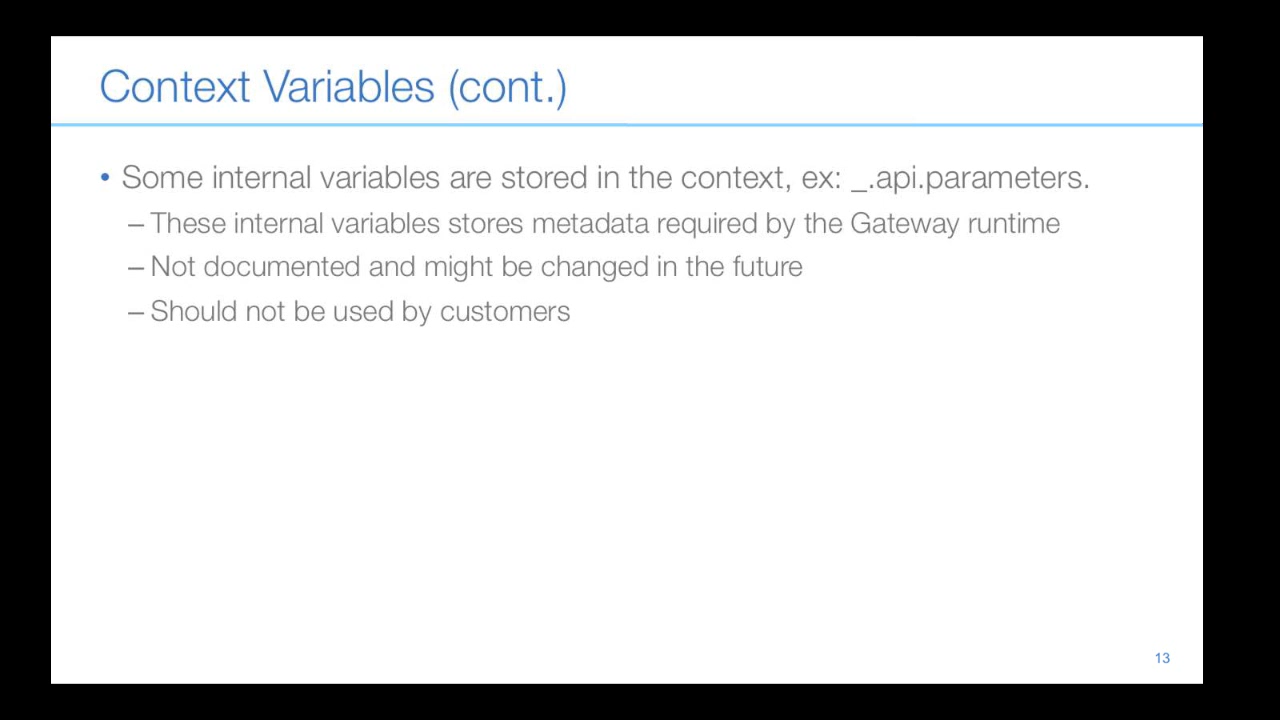 Context Variables (cont.)
• Some internal variables are stored in the context, ex: _.api.parameters.
– These internal variables stores metadata required by the Gateway runtime
– Not documented and might be changed in the future
– Should not be used by customers
13